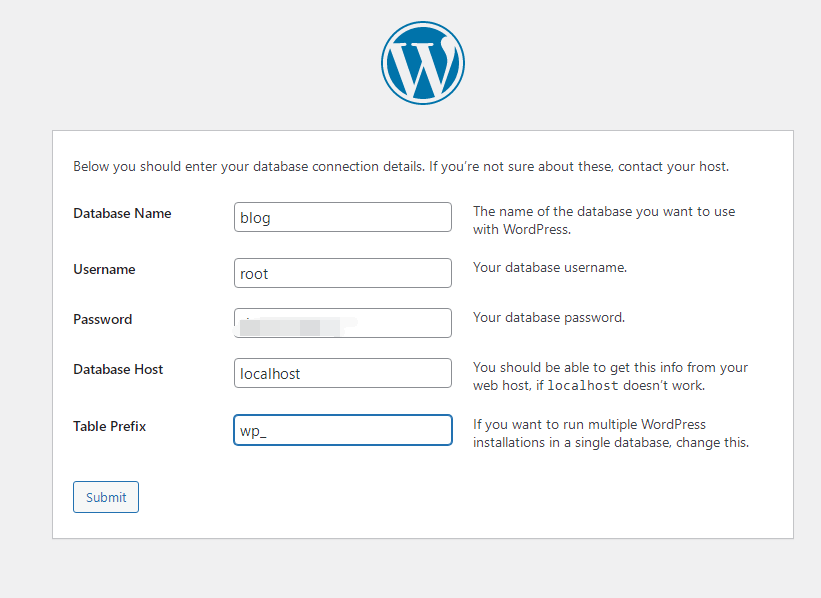 Below you should enter your database connection details. If you’re not sure about these, contact your host.
Database Name
blog
The name of the database you want to use
with WordPress.
Username
root
Your database username.
Password
Your database password.
Database Host
localhost
You should be able to get this info from your
web host, if localhost doesn’t work.
Table Prefix
wp_
If you want to run multiple WordPress
installations in a single database, change this.
Submit